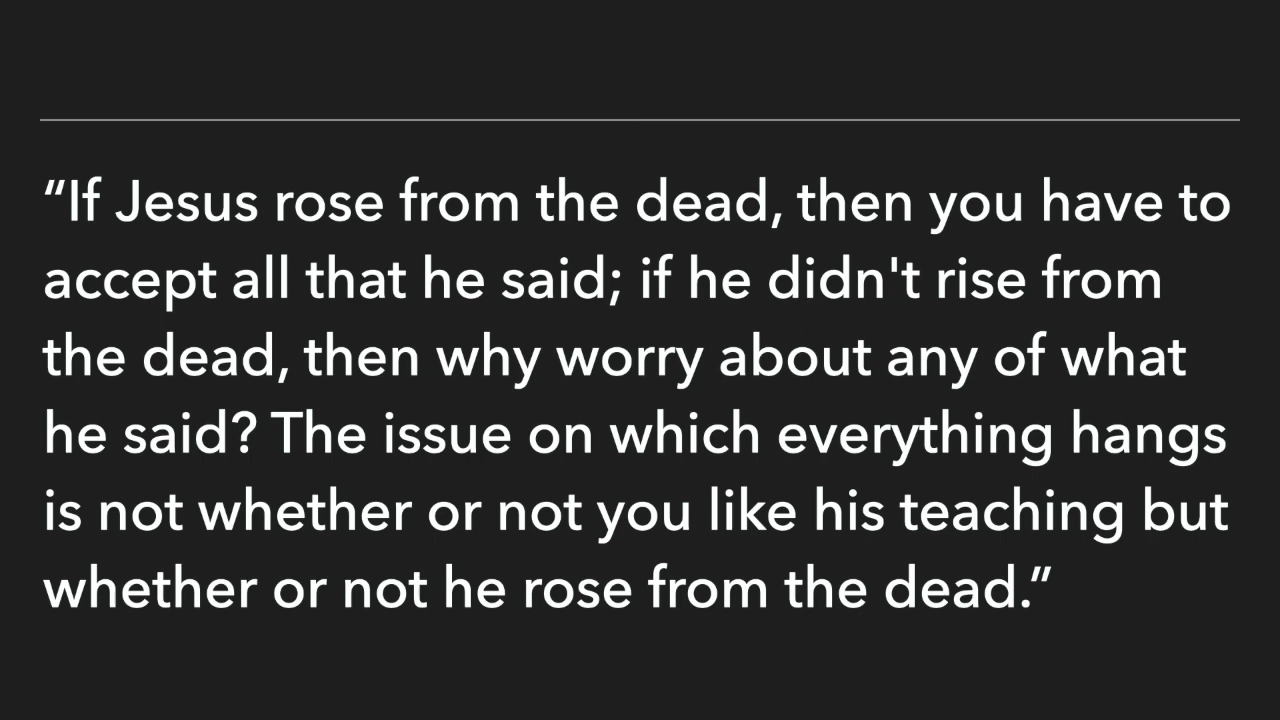 “If Jesus rose from the dead, then you have to
accept all that he said; if he didn't rise from
the dead, then why worry about any of what
he said? The issue on which everything hangs
is not whether or not you like his teaching but
whether or not he rose from the dead.”